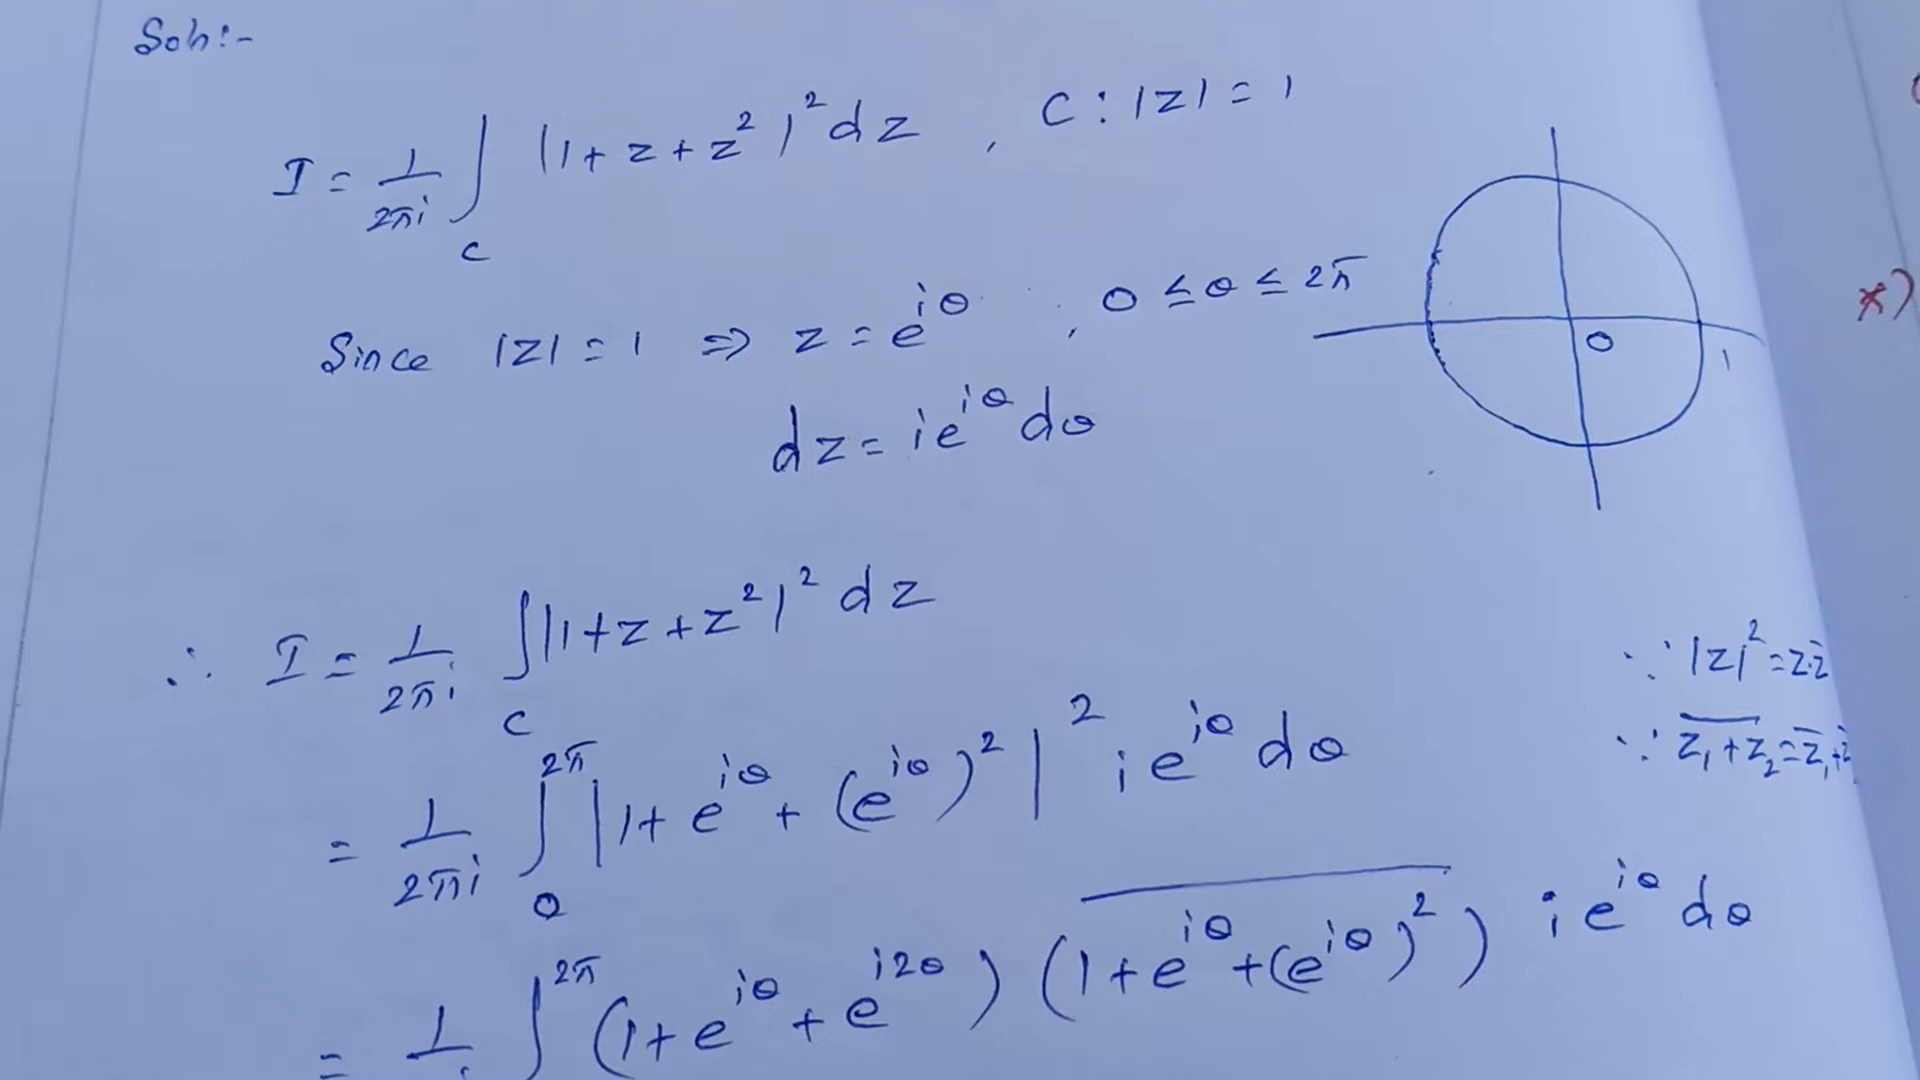 Soln:-
I = 1/2πi ∫_C |1+z+z²|² dz , C : |z| = 1
Since |z| = 1 ⇒ z = e^{iθ} , 0 ≤ θ ≤ 2π
0 1
dz = ie^{iθ} dθ
∴ I = 1/2πi ∫_C |1+z+z²|² dz
∵ |z|² = z·z̄
= 1/2πi ∫_0^{2π} |1+ e^{iθ} + (e^{iθ})²|² ie^{iθ} dθ
∵ \overline{z₁+z₂} = z̄₁+
= 1/ ∫^{2π} (1+ e^{iθ} + e^{i2θ}) (\overline{1+e^{iθ}+(e^{iθ})²}) ie^{iθ} dθ
*)